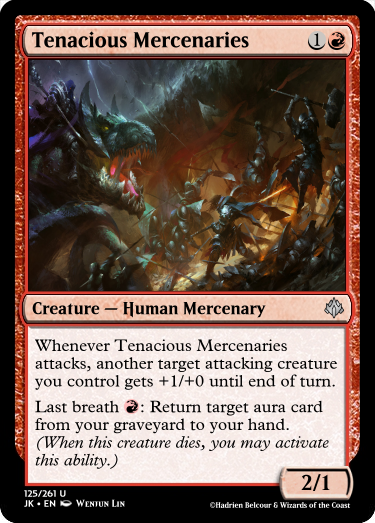 Tenacious Mercenaries 1
Creature — Human Mercenary
Whenever Tenacious Mercenaries
attacks, another target attacking creature
you control gets +1/+0 until end of turn.
Last breath : Return target aura card
from your graveyard to your hand.
(When this creature dies, you may activate
this ability.)
2/1
125/261 U
JK • EN Wenjun Lin
©Hadrien Belcour & Wizards of the Coast